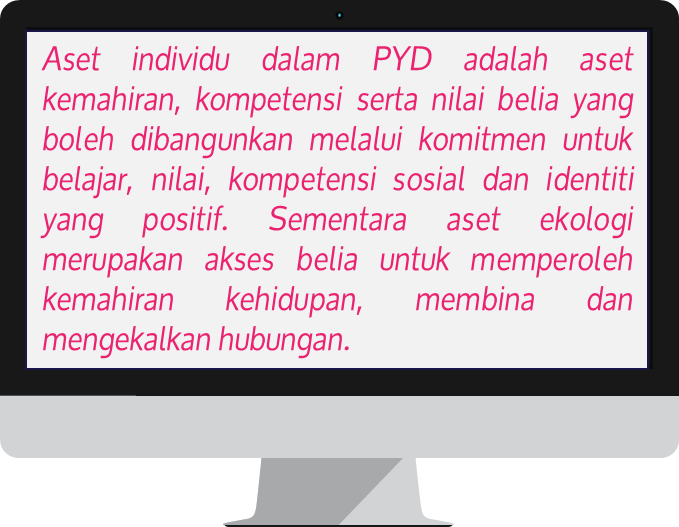 Aset individu dalam PYD adalah aset
kemahiran, kompetensi serta nilai belia yang
boleh dibangunkan melalui komitmen untuk
belajar, nilai, kompetensi sosial dan identiti
yang positif. Sementara aset ekologi
merupakan akses belia untuk memperoleh
kemahiran kehidupan, membina dan
mengekalkan hubungan.